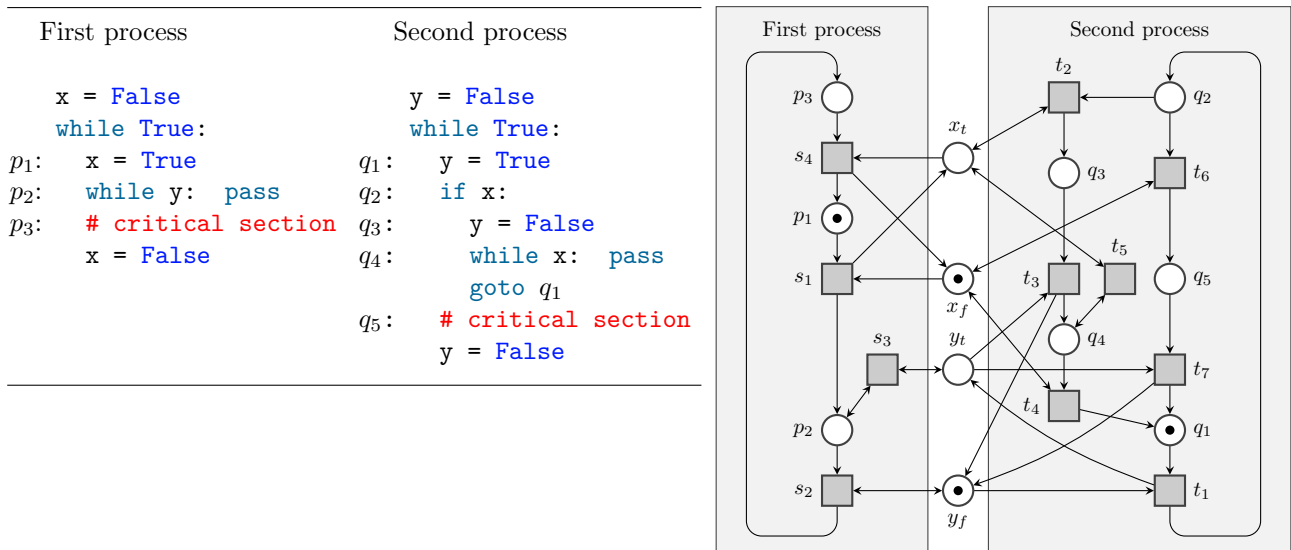 First process Second process
x = False y = False
while True: while True:
p₁: x = True q₁: y = True
p₂: while y: pass q₂: if x:
p₃: # critical section q₃: y = False
x = False q₄: while x: pass
goto q₁
q₅: # critical section
y = False
First process Second process
t₂
p₃ q₂
xₜ
s₄ q₃ t₆
p₁
t₅
s₁ t₃ q₅
x_f
s₃ yₜ q₄
t₇
t₄
p₂ q₁
s₂ t₁
y_f